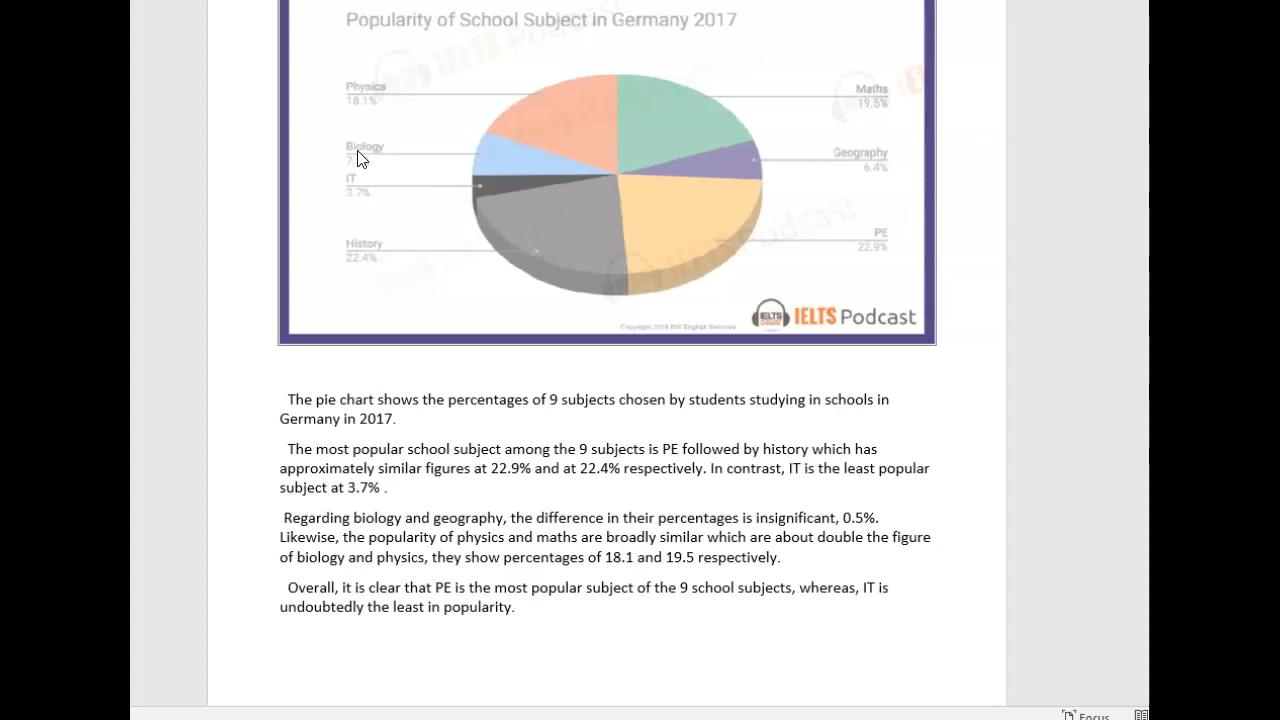 Popularity of School Subject in Germany 2017
Physics
18.1%
Maths
19.5%
Biology
7
Geography
6.4%
IT
3.7%
History
22.4%
PE
22.9%
IELTS Podcast
The pie chart shows the percentages of 9 subjects chosen by students studying in schools in
Germany in 2017.
The most popular school subject among the 9 subjects is PE followed by history which has
approximately similar figures at 22.9% and at 22.4% respectively. In contrast, IT is the least popular
subject at 3.7% .
Regarding biology and geography, the difference in their percentages is insignificant, 0.5%.
Likewise, the popularity of physics and maths are broadly similar which are about double the figure
of biology and physics, they show percentages of 18.1 and 19.5 respectively.
Overall, it is clear that PE is the most popular subject of the 9 school subjects, whereas, IT is
undoubtedly the least in popularity.
Focus